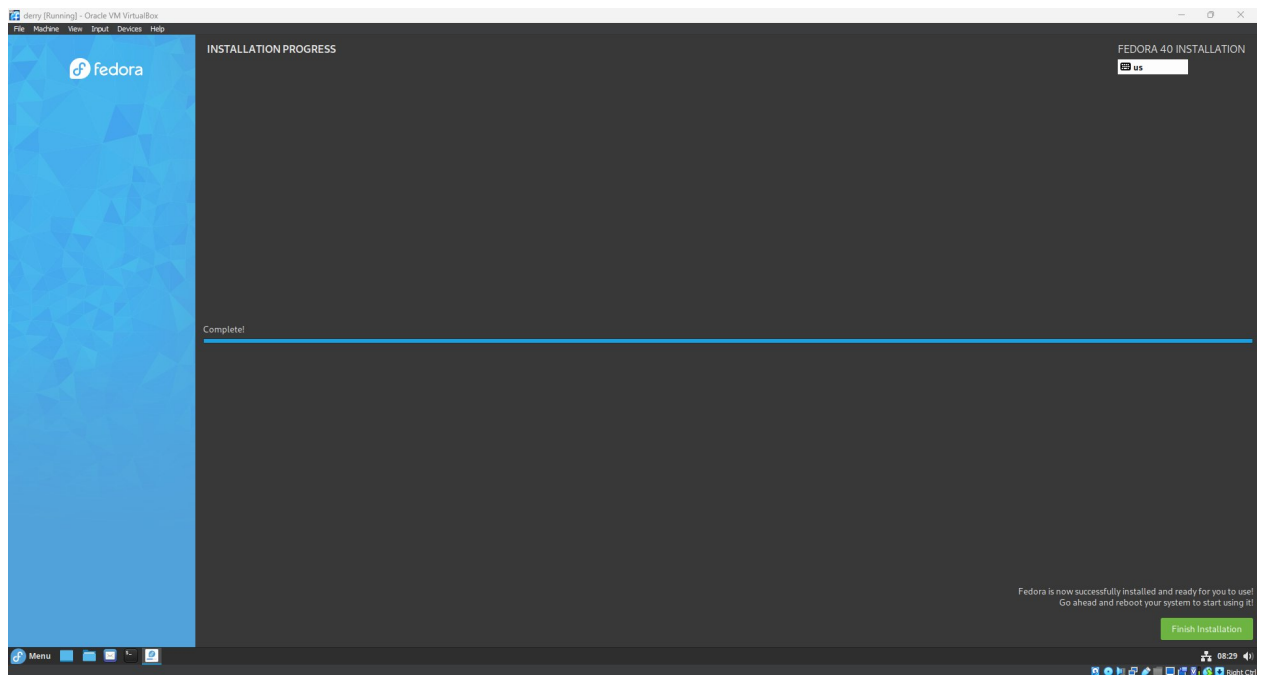 derry [Running] - Oracle VM VirtualBox
File Machine View Input Devices Help
fedora
INSTALLATION PROGRESS
FEDORA 40 INSTALLATION
us
Complete!
Fedora is now successfully installed and ready for you to use!
Go ahead and reboot your system to start using it!
Finish Installation
Menu
08:29
Right Ctrl